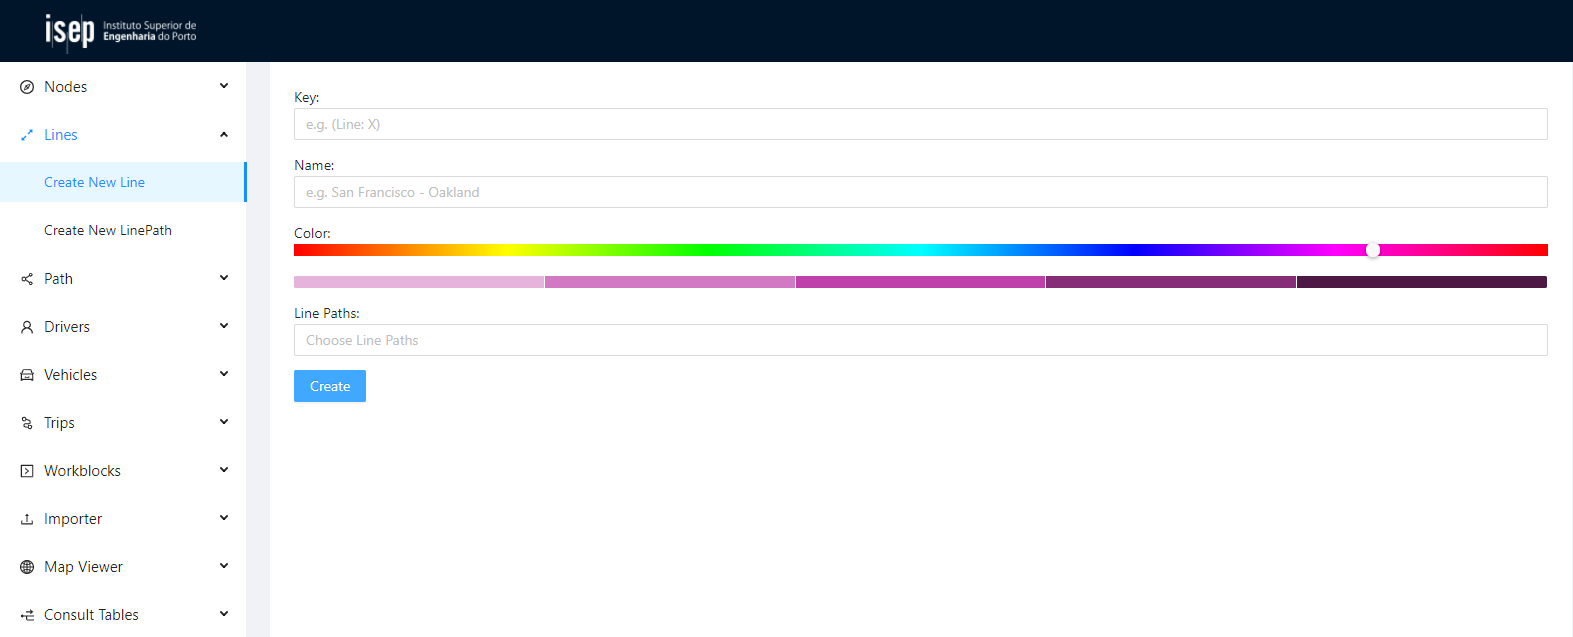 isep Instituto Superior de
Engenharia do Porto
Nodes
Lines
Create New Line
Create New LinePath
Path
Drivers
Vehicles
Trips
Workblocks
Importer
Map Viewer
Consult Tables
Key:
e.g. (Line: X)
Name:
e.g. San Francisco - Oakland
Color:
Line Paths:
Choose Line Paths
Create